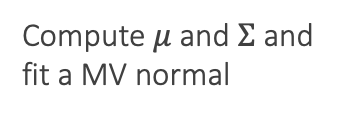 Compute μ and Σ and
fit a MV normal